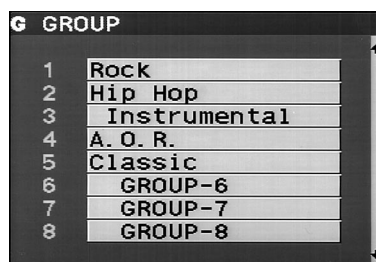 G GROUP
1 Rock
2 Hip Hop
3 Instrumental
4 A.O.R.
5 Classic
6 GROUP-6
7 GROUP-7
8 GROUP-8